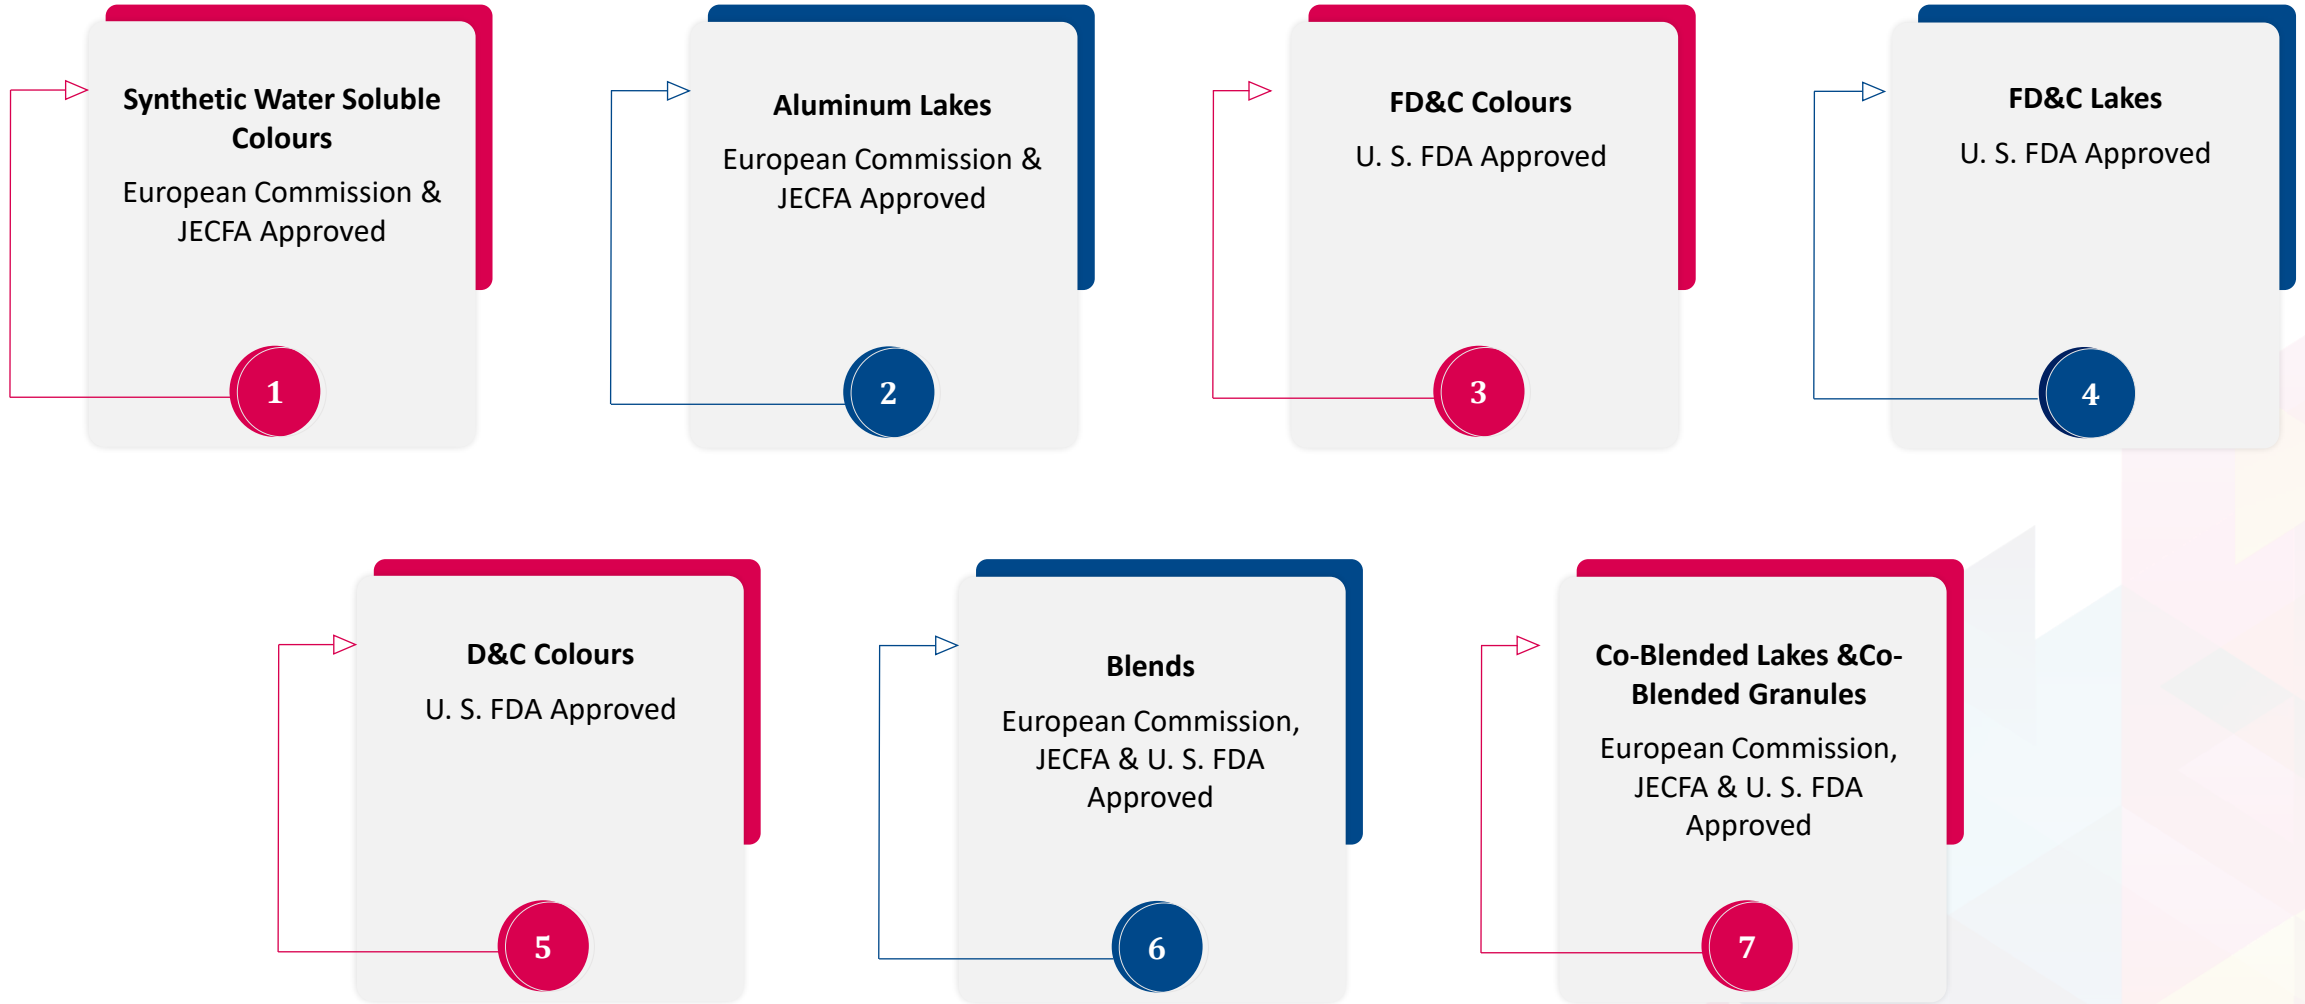 Synthetic Water Soluble
Colours
European Commission &
JECFA Approved
1
Aluminum Lakes
European Commission &
JECFA Approved
2
FD&C Colours
U. S. FDA Approved
3
FD&C Lakes
U. S. FDA Approved
4
D&C Colours
U. S. FDA Approved
5
Blends
European Commission,
JECFA & U. S. FDA
Approved
6
Co-Blended Lakes &Co-
Blended Granules
European Commission,
JECFA & U. S. FDA
Approved
7